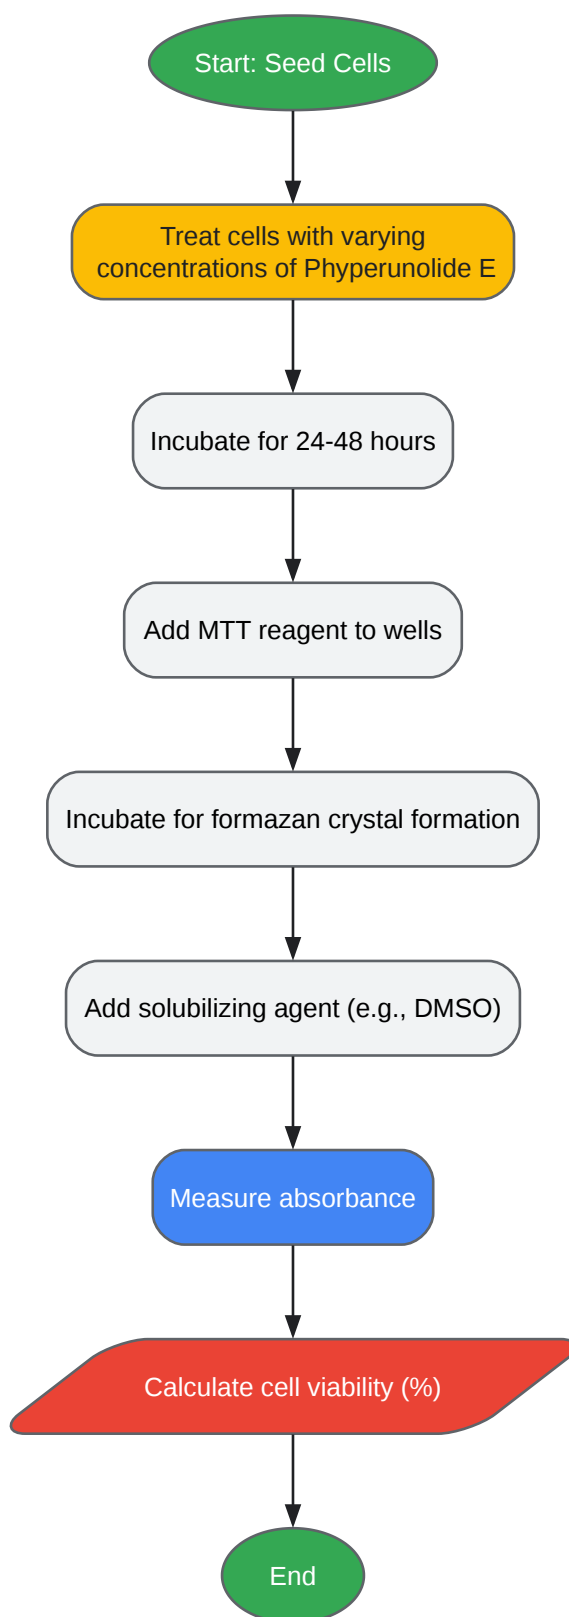 Start: Seed Cells
Treat cells with varying
concentrations of Phyperunolide E
Incubate for 24-48 hours
Add MTT reagent to wells
Incubate for formazan crystal formation
Add solubilizing agent (e.g., DMSO)
Measure absorbance
Calculate cell viability (%)
End